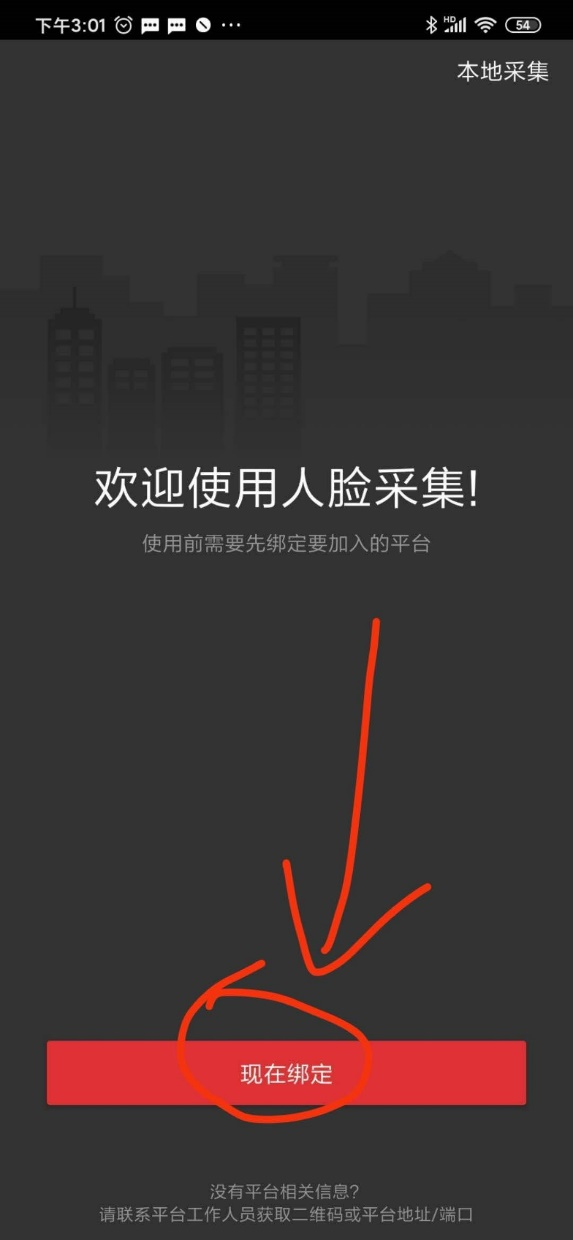 下午3:01 ... HD 54
本地采集
欢迎使用人脸采集!
使用前需要先绑定要加入的平台
现在绑定
没有平台相关信息?
请联系平台工作人员获取二维码或平台地址/端口